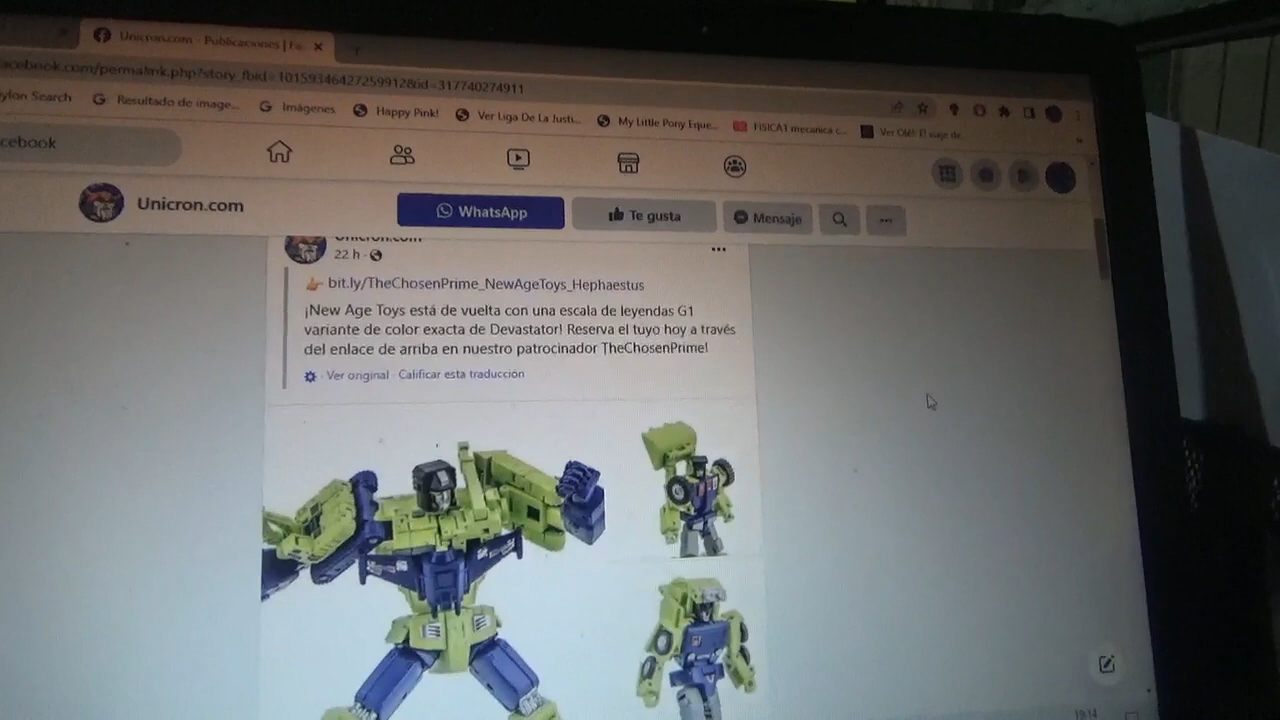 Unicron.com - Publicaciones | Fa
acebook.com/permalink.php?story_fbid=10159346427259912&id=317740274911
ylon Search
Resultado de image...
Imágenes
Happy Pink!
Ver Liga De La Justi...
My Little Pony Eque...
FISICA1 mecanica c...
Ver Olé! El viaje de...
cebook
Unicron.com
WhatsApp
Te gusta
Mensaje
Unicron.com
22 h ·
bit.ly/TheChosenPrime_NewAgeToys_Hephaestus
¡New Age Toys está de vuelta con una escala de leyendas G1
variante de color exacta de Devastator! Reserva el tuyo hoy a través
del enlace de arriba en nuestro patrocinador TheChosenPrime!
· Ver original · Calificar esta traducción
19:14